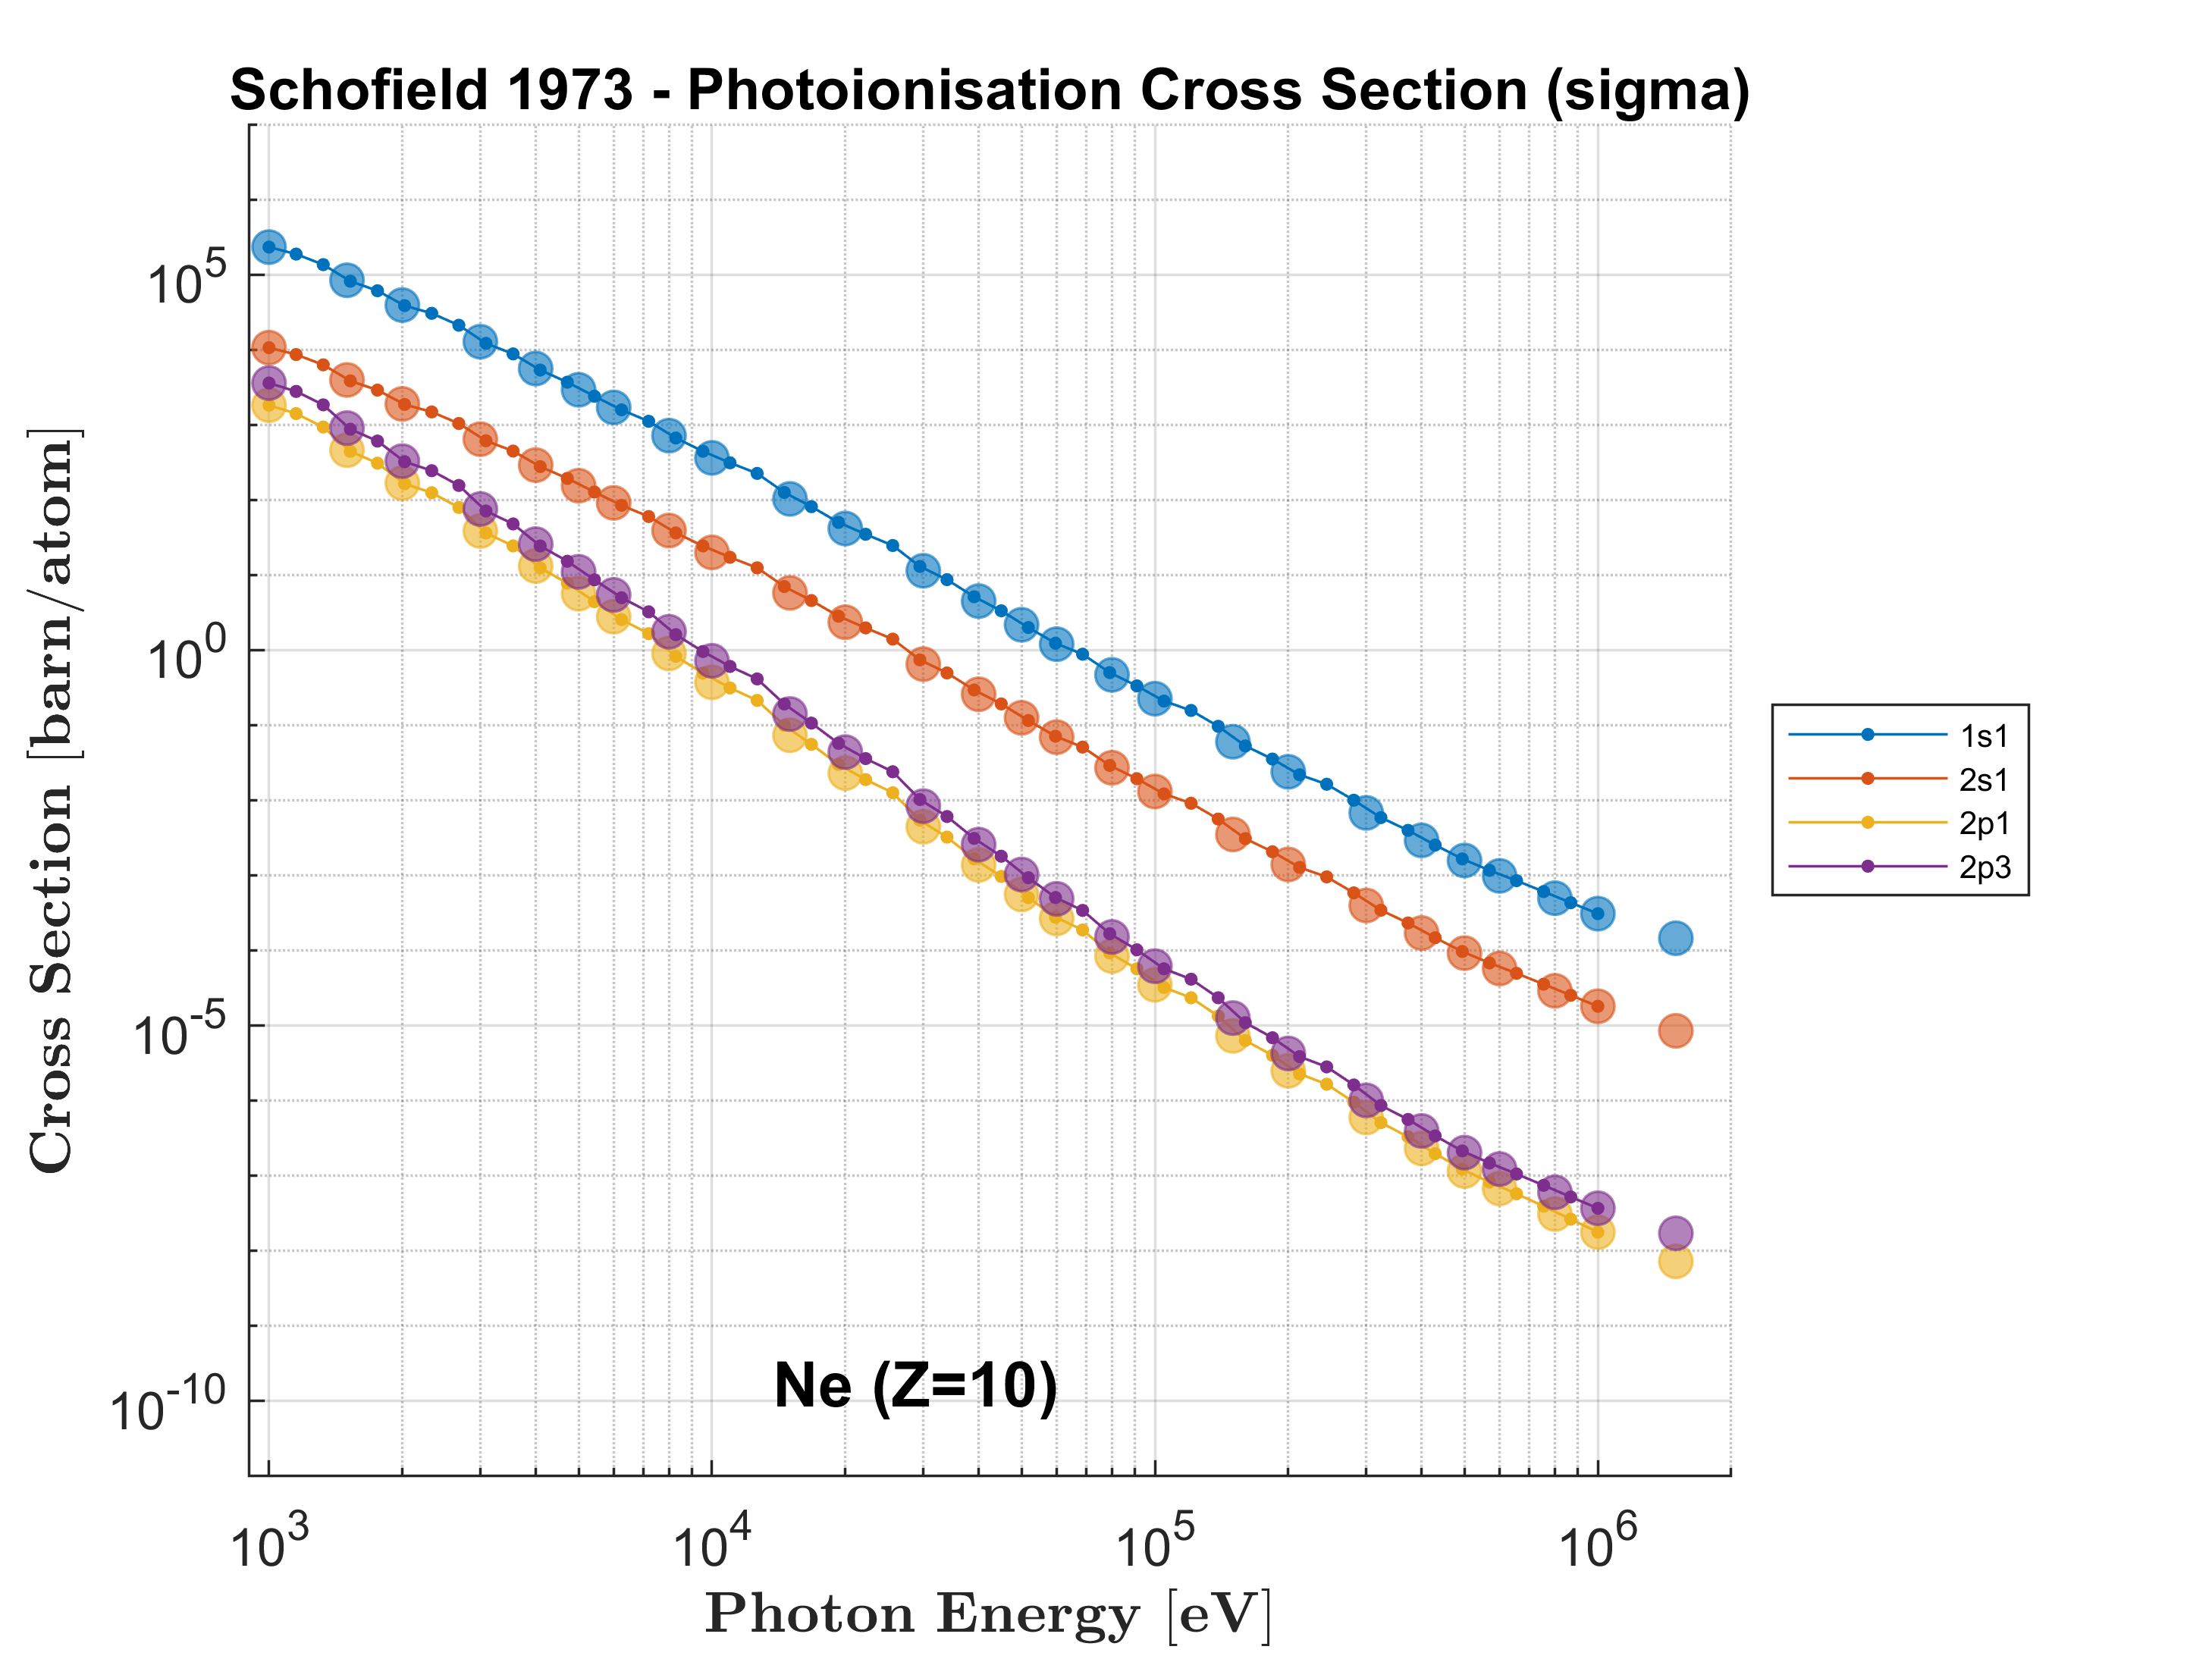 Schofield 1973 - Photoionisation Cross Section (sigma)
Cross Section [barn/atom]
10^5
10^0
10^-5
10^-10
Ne (Z=10)
10^3 10^4 10^5 10^6
Photon Energy [eV]
1s1
2s1
2p1
2p3